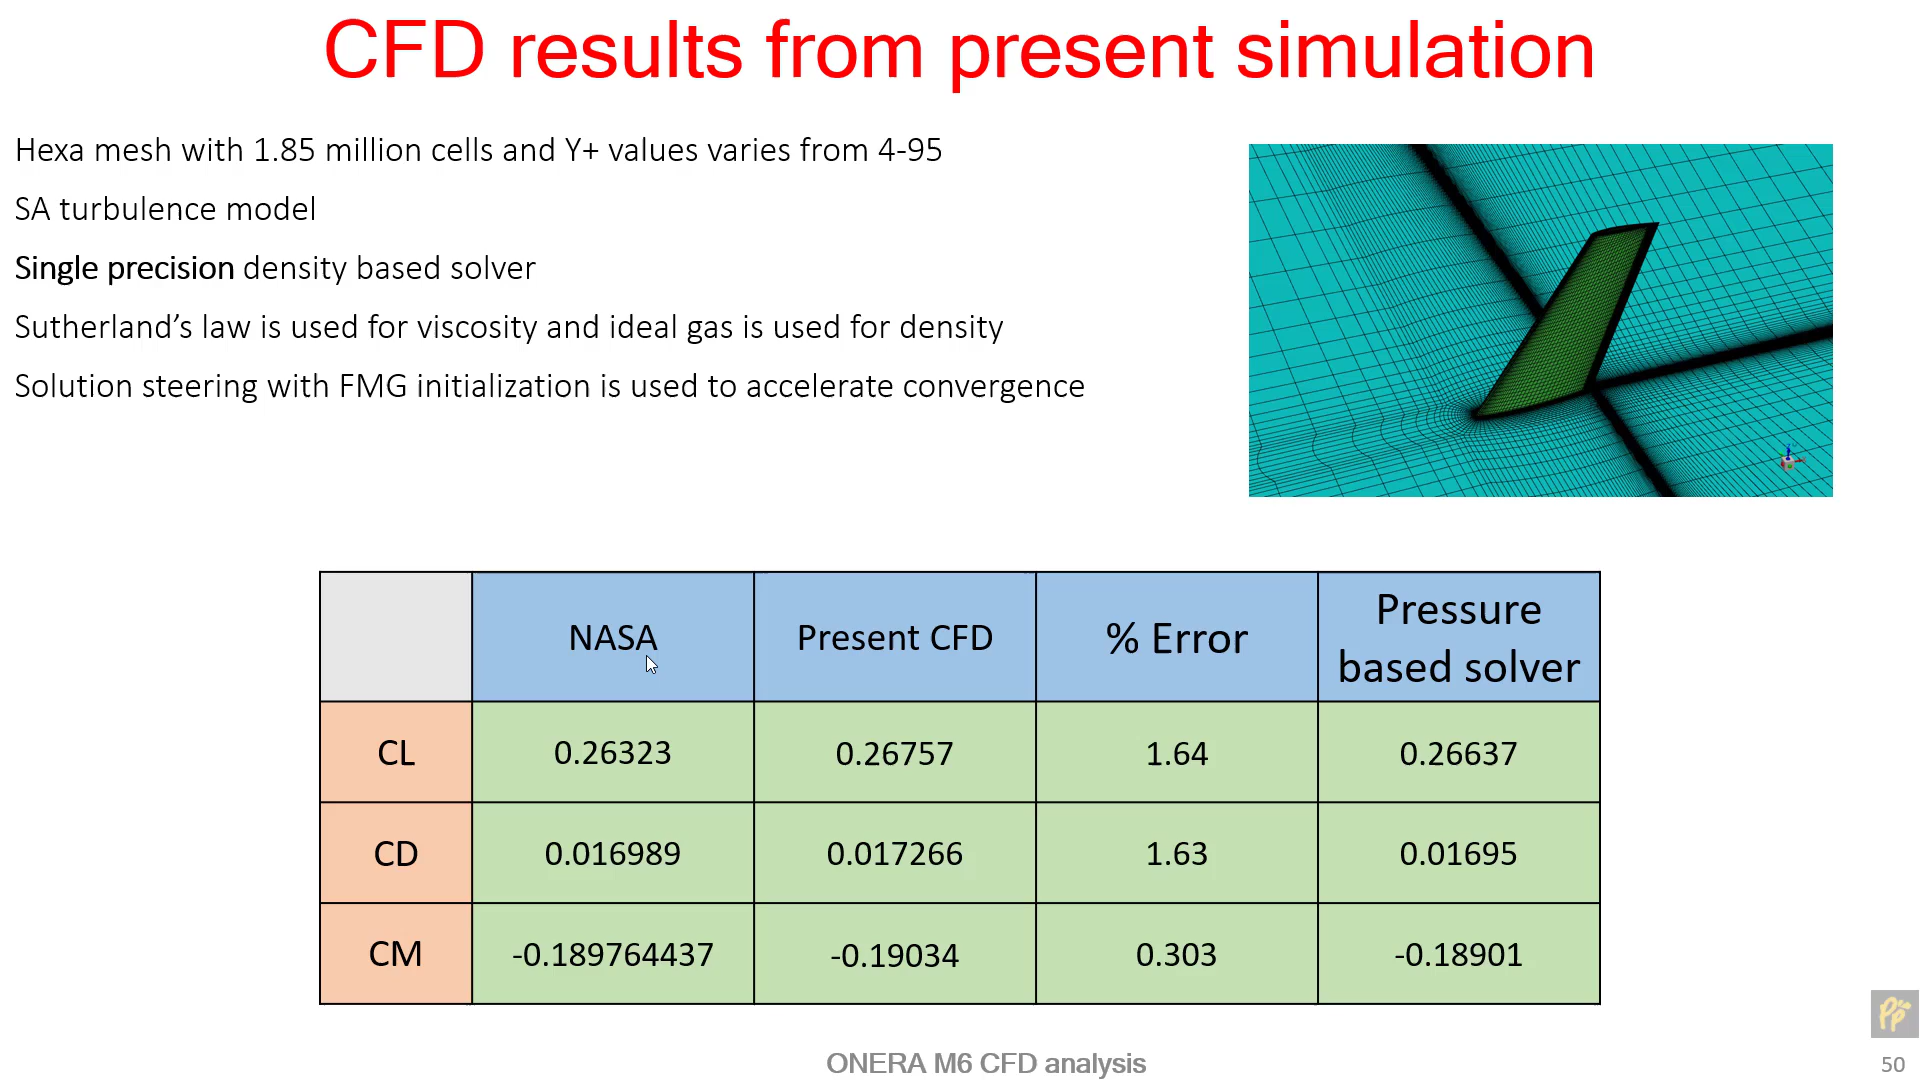 CFD results from present simulation
Hexa mesh with 1.85 million cells and Y+ values varies from 4-95
SA turbulence model
Single precision density based solver
Sutherland’s law is used for viscosity and ideal gas is used for density
Solution steering with FMG initialization is used to accelerate convergence
NASA Present CFD % Error Pressure based solver
CL 0.26323 0.26757 1.64 0.26637
CD 0.016989 0.017266 1.63 0.01695
CM -0.189764437 -0.19034 0.303 -0.18901
ONERA M6 CFD analysis
50